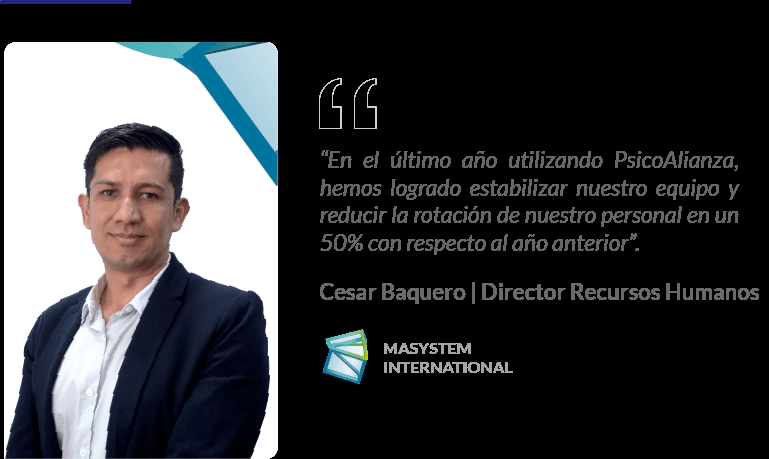 “En el último año utilizando PsicoAlianza,
hemos logrado estabilizar nuestro equipo y
reducir la rotación de nuestro personal en un
50% con respecto al año anterior”.
Cesar Baquero | Director Recursos Humanos
MASYSTEM
INTERNATIONAL